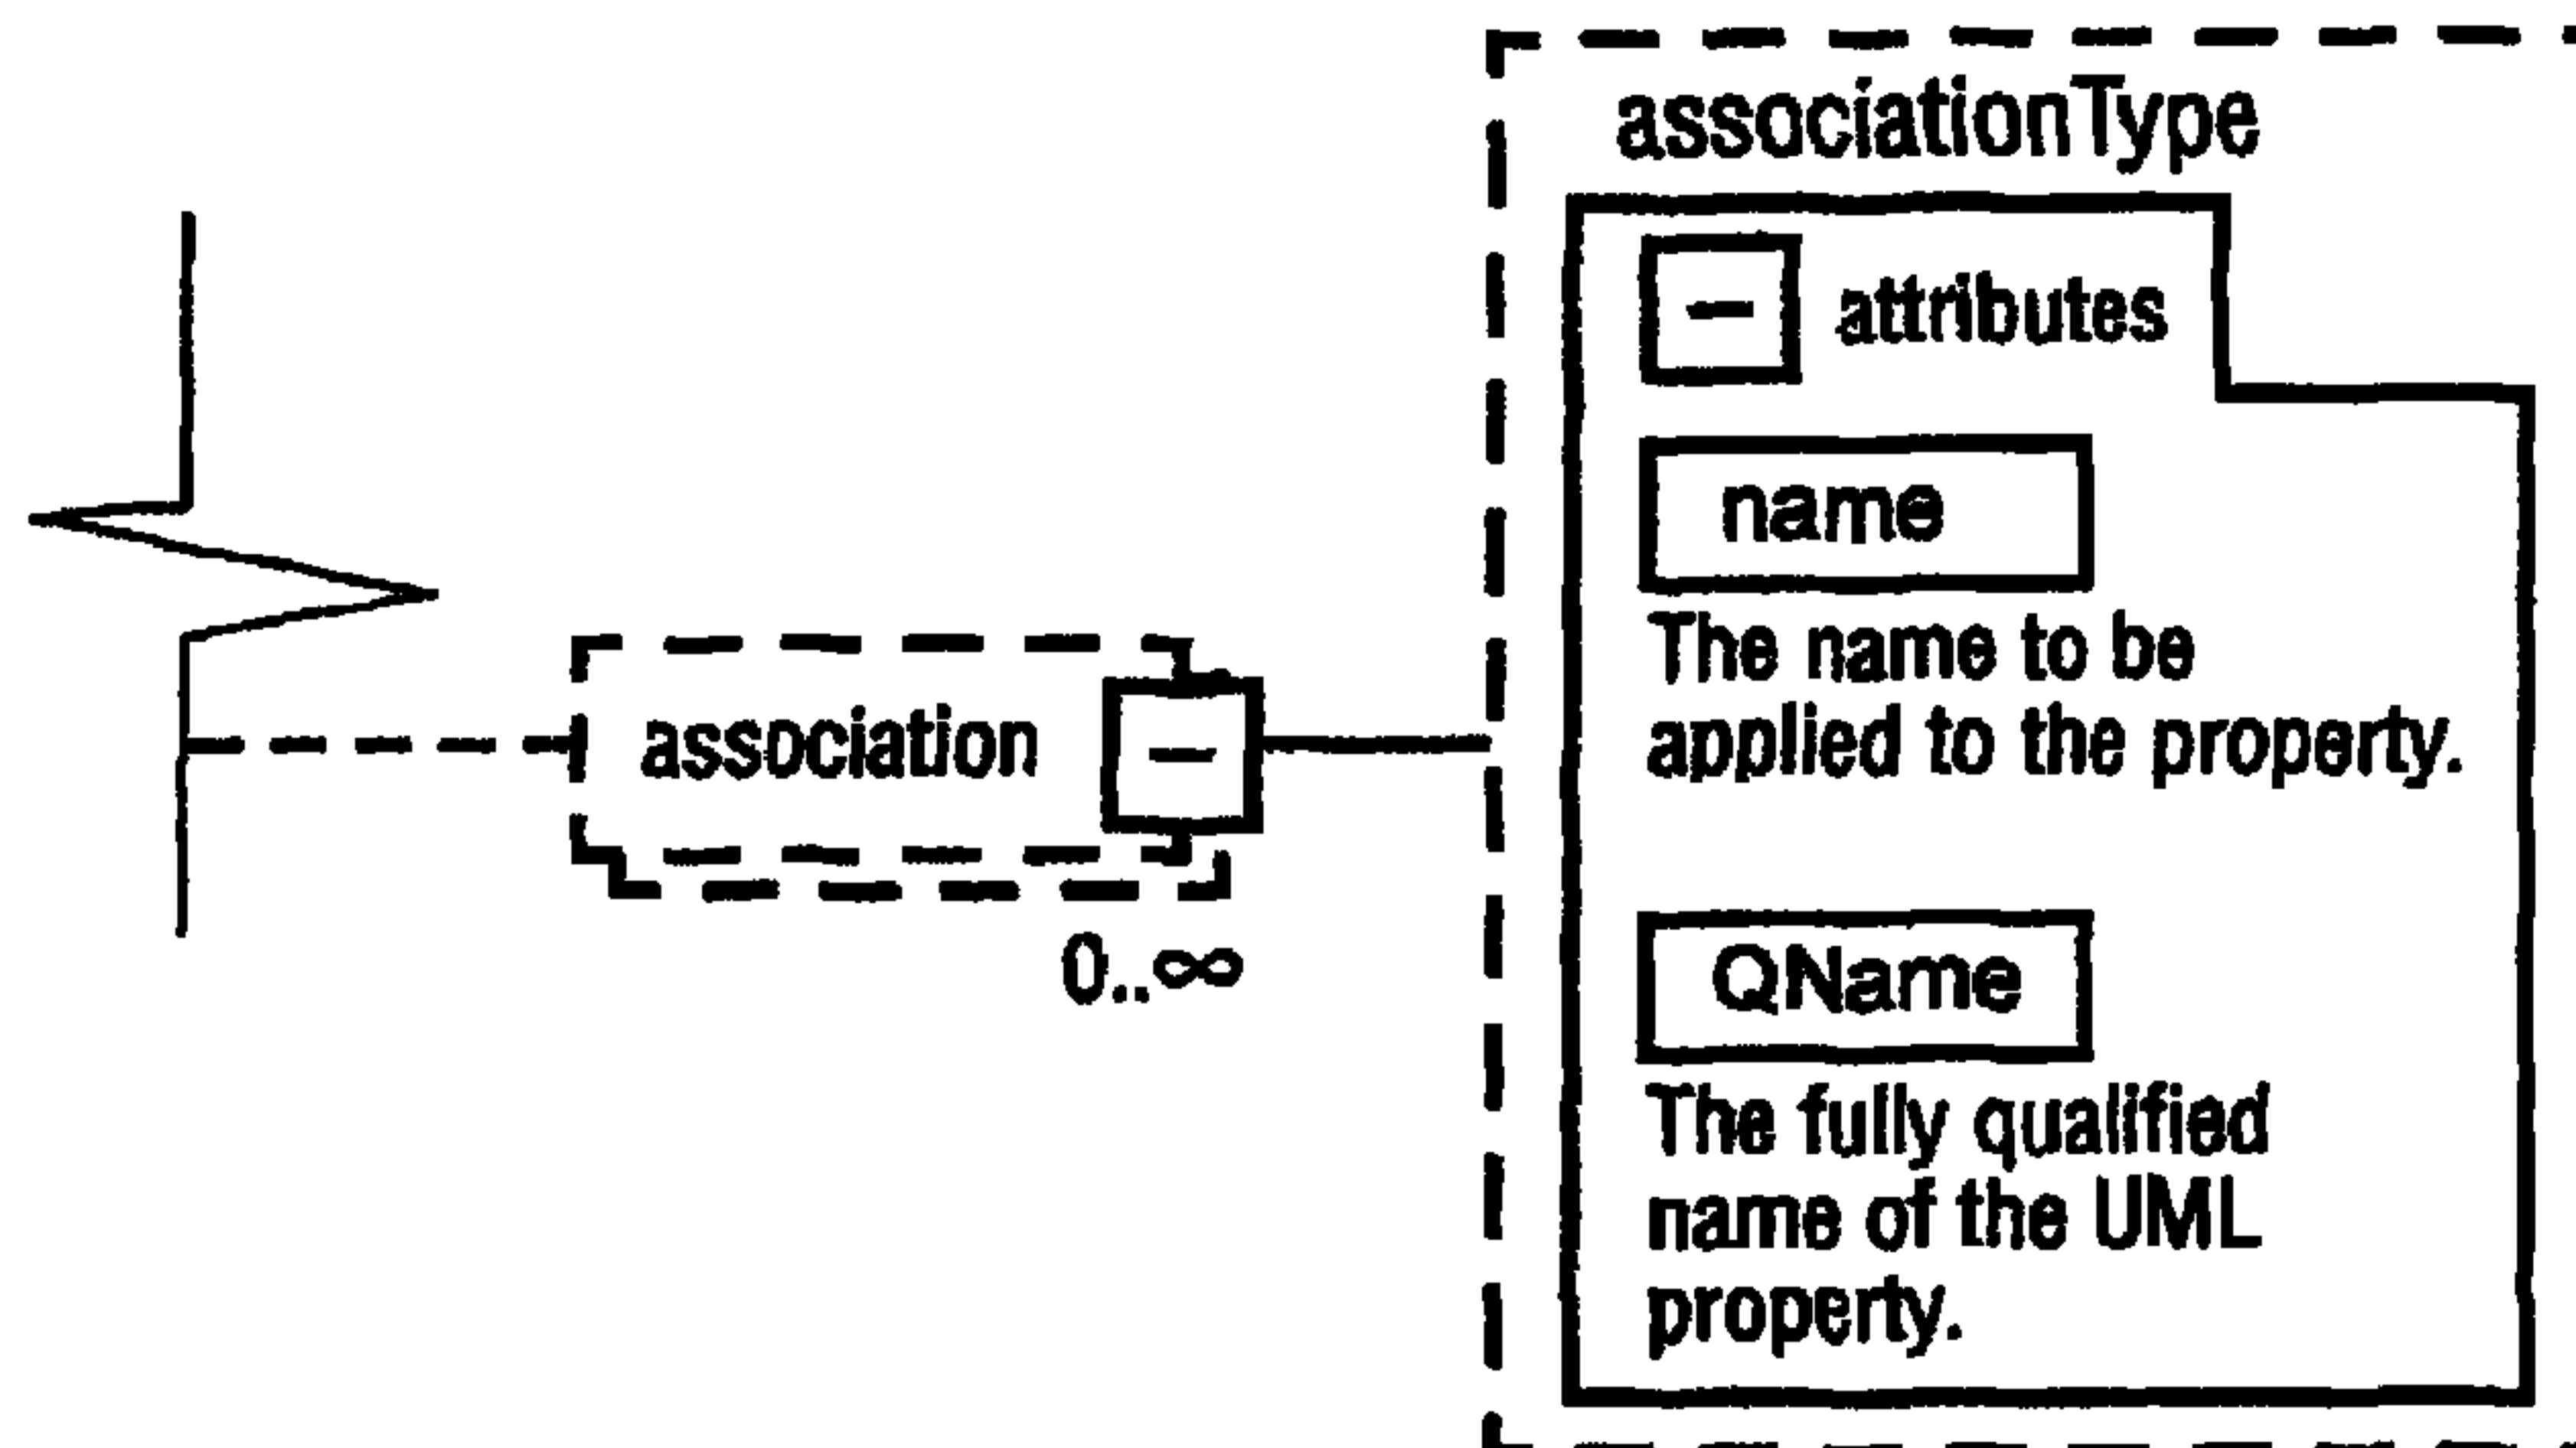 associationType
attributes
name
The name to be
applied to the property.
association
0..∞
QName
The fully qualified
name of the UML
property.